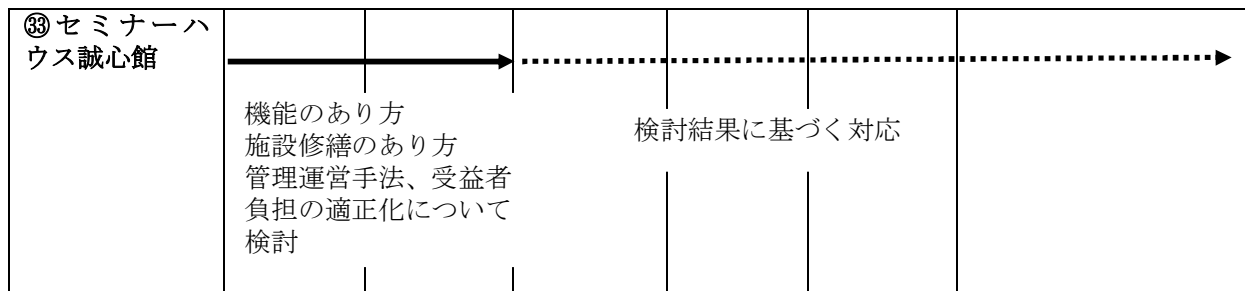 ㉝セミナーハ
ウス誠心館
機能のあり方
施設修繕のあり方
管理運営手法、受益者
負担の適正化について
検討
検討結果に基づく対応